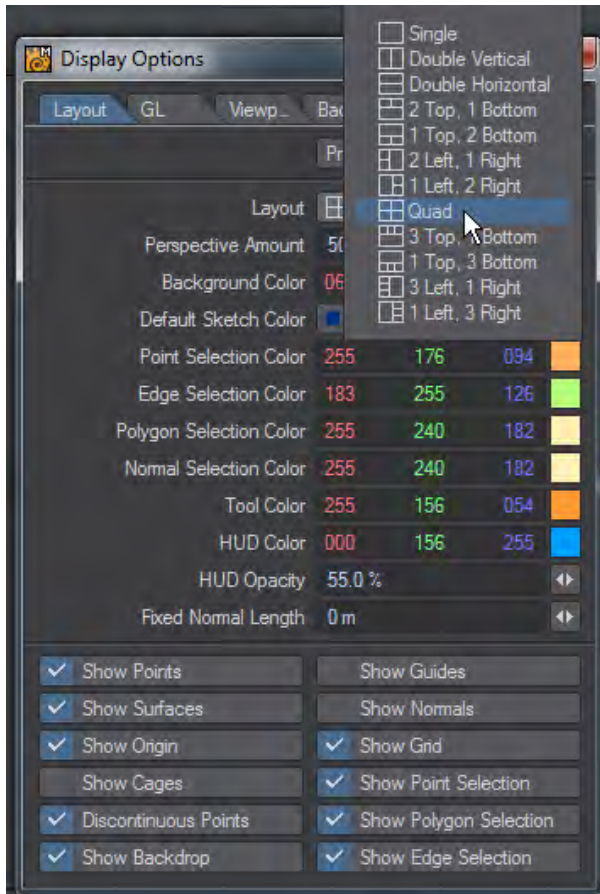 Single
Double Vertical
Double Horizontal
2 Top, 1 Bottom
1 Top, 2 Bottom
2 Left, 1 Right
1 Left, 2 Right
Quad
3 Top, 1 Bottom
1 Top, 3 Bottom
3 Left, 1 Right
1 Left, 3 Right
Display Options
Layout GL Viewp... Bac
Pr
Layout
Perspective Amount 50
Background Color 06
Default Sketch Color
Point Selection Color 255 176 094
Edge Selection Color 183 255 126
Polygon Selection Color 255 240 182
Normal Selection Color 255 240 182
Tool Color 255 156 054
HUD Color 000 156 255
HUD Opacity 55.0 %
Fixed Normal Length 0 m
Show Points Show Guides
Show Surfaces Show Normals
Show Origin Show Grid
Show Cages Show Point Selection
Discontinuous Points Show Polygon Selection
Show Backdrop Show Edge Selection